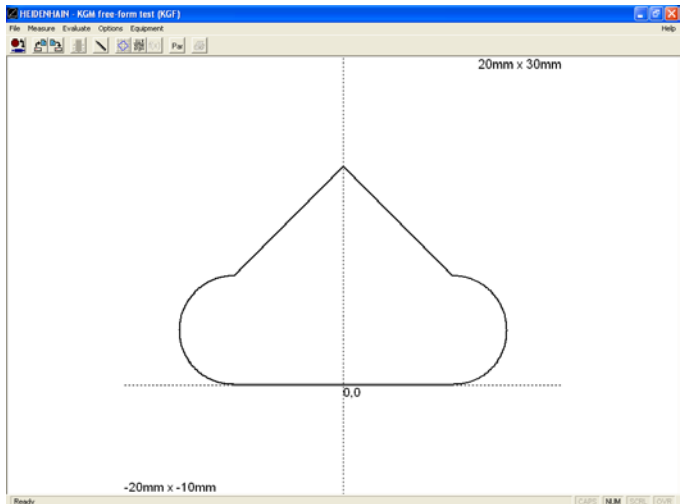 HEIDENHAIN - KGM free-form test (KGF)
File Measure Evaluate Options Equipment Help
Par
20mm x 30mm
0,0
-20mm x -10mm
Ready CAPS NUM SCRL OVR